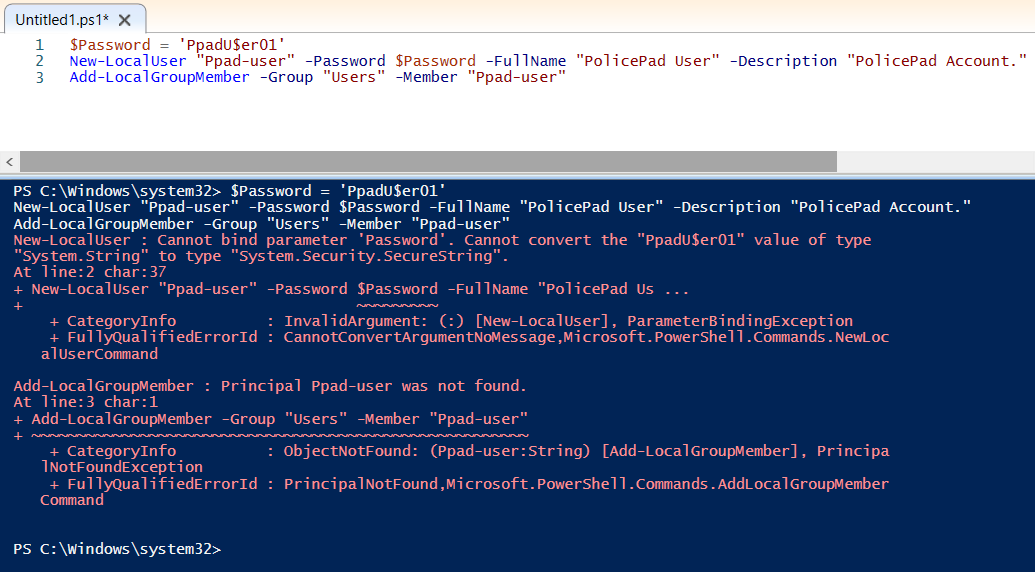 Untitled1.ps1* X
1 $Password = 'PpadU$er01'
2 New-LocalUser "Ppad-user" -Password $Password -FullName "PolicePad User" -Description "PolicePad Account."
3 Add-LocalGroupMember -Group "Users" -Member "Ppad-user"
PS C:\Windows\system32> $Password = 'PpadU$er01'
New-LocalUser "Ppad-user" -Password $Password -FullName "PolicePad User" -Description "PolicePad Account."
Add-LocalGroupMember -Group "Users" -Member "Ppad-user"
New-LocalUser : Cannot bind parameter 'Password'. Cannot convert the "PpadU$er01" value of type
"System.String" to type "System.Security.SecureString".
At line:2 char:37
+ New-LocalUser "Ppad-user" -Password $Password -FullName "PolicePad Us ...
+                                     ~~~~~~~~~
    + CategoryInfo          : InvalidArgument: (:) [New-LocalUser], ParameterBindingException
    + FullyQualifiedErrorId : CannotConvertArgumentNoMessage,Microsoft.PowerShell.Commands.NewLoc
   alUserCommand
Add-LocalGroupMember : Principal Ppad-user was not found.
At line:3 char:1
+ Add-LocalGroupMember -Group "Users" -Member "Ppad-user"
+ ~~~~~~~~~~~~~~~~~~~~~~~~~~~~~~~~~~~~~~~~~~~~~~~~~~~~~~~
    + CategoryInfo          : ObjectNotFound: (Ppad-user:String) [Add-LocalGroupMember], Principa
   lNotFoundException
    + FullyQualifiedErrorId : PrincipalNotFound,Microsoft.PowerShell.Commands.AddLocalGroupMember
   Command
PS C:\Windows\system32>